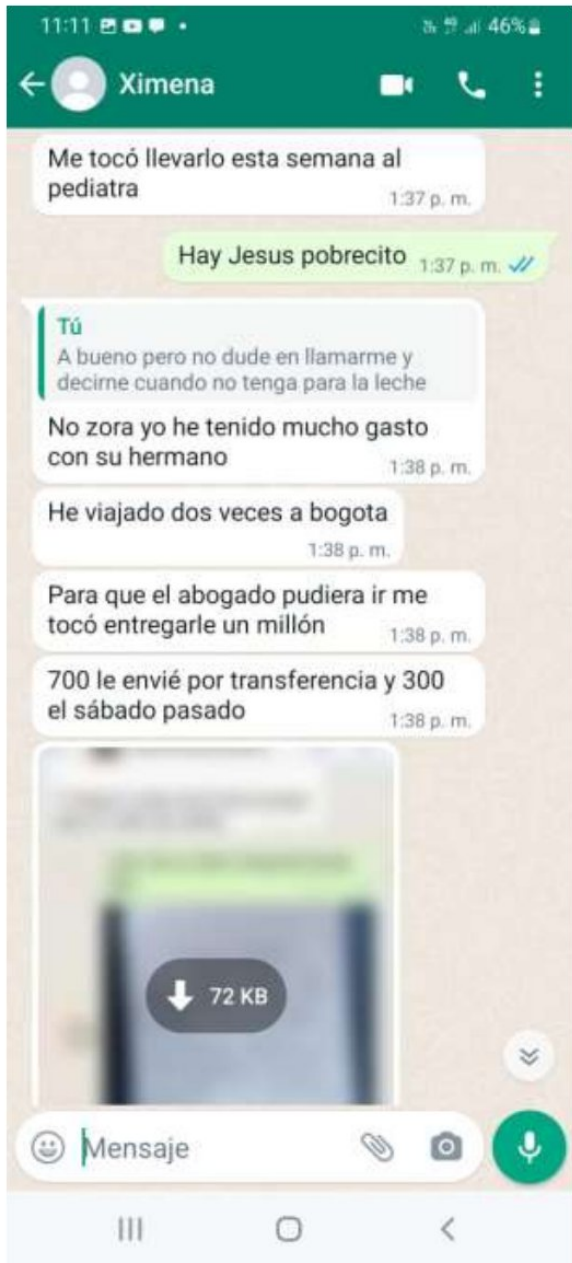 11:11
46%
Ximena
Me tocó llevarlo esta semana al
pediatra
1:37 p. m.
Hay Jesus pobrecito 1:37 p. m.
Tú
A bueno pero no dude en llamarme y
decirne cuando no tenga para la leche
No zora yo he tenido mucho gasto
con su hermano
1:38 p. m.
He viajado dos veces a bogota
1:38 p. m.
Para que el abogado pudiera ir me
tocó entregarle un millón
1:38 p. m.
700 le envié por transferencia y 300
el sábado pasado
1:38 p. m.
72 KB
Mensaje